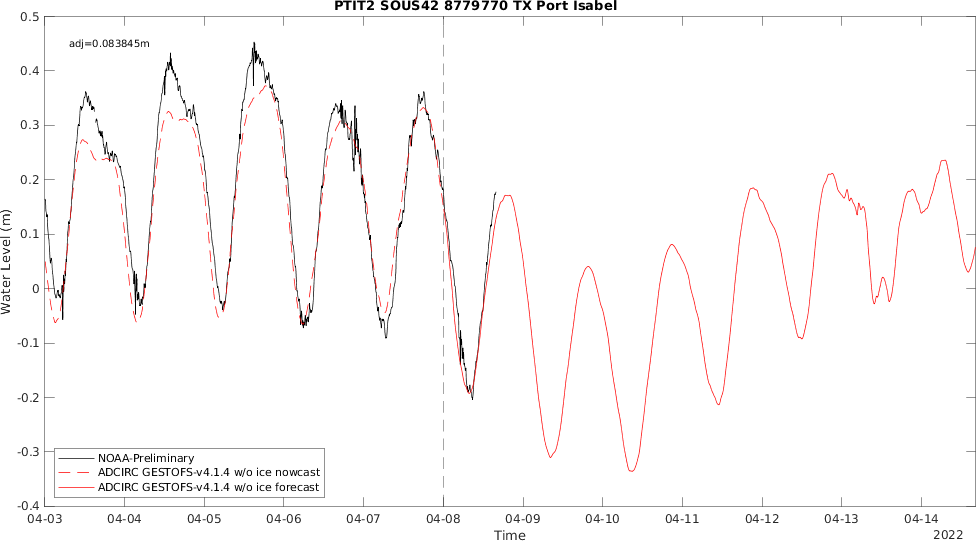 PTIT2 SOUS42 8779770 TX Port Isabel
adj=0.083845m
0.5
0.4
0.3
0.2
0.1
0
-0.1
-0.2
-0.3
-0.4
Water Level (m)
NOAA-Preliminary
ADCIRC GESTOFS-v4.1.4 w/o ice nowcast
ADCIRC GESTOFS-v4.1.4 w/o ice forecast
04-03 04-04 04-05 04-06 04-07 04-08 04-09 04-10 04-11 04-12 04-13 04-14
Time
2022